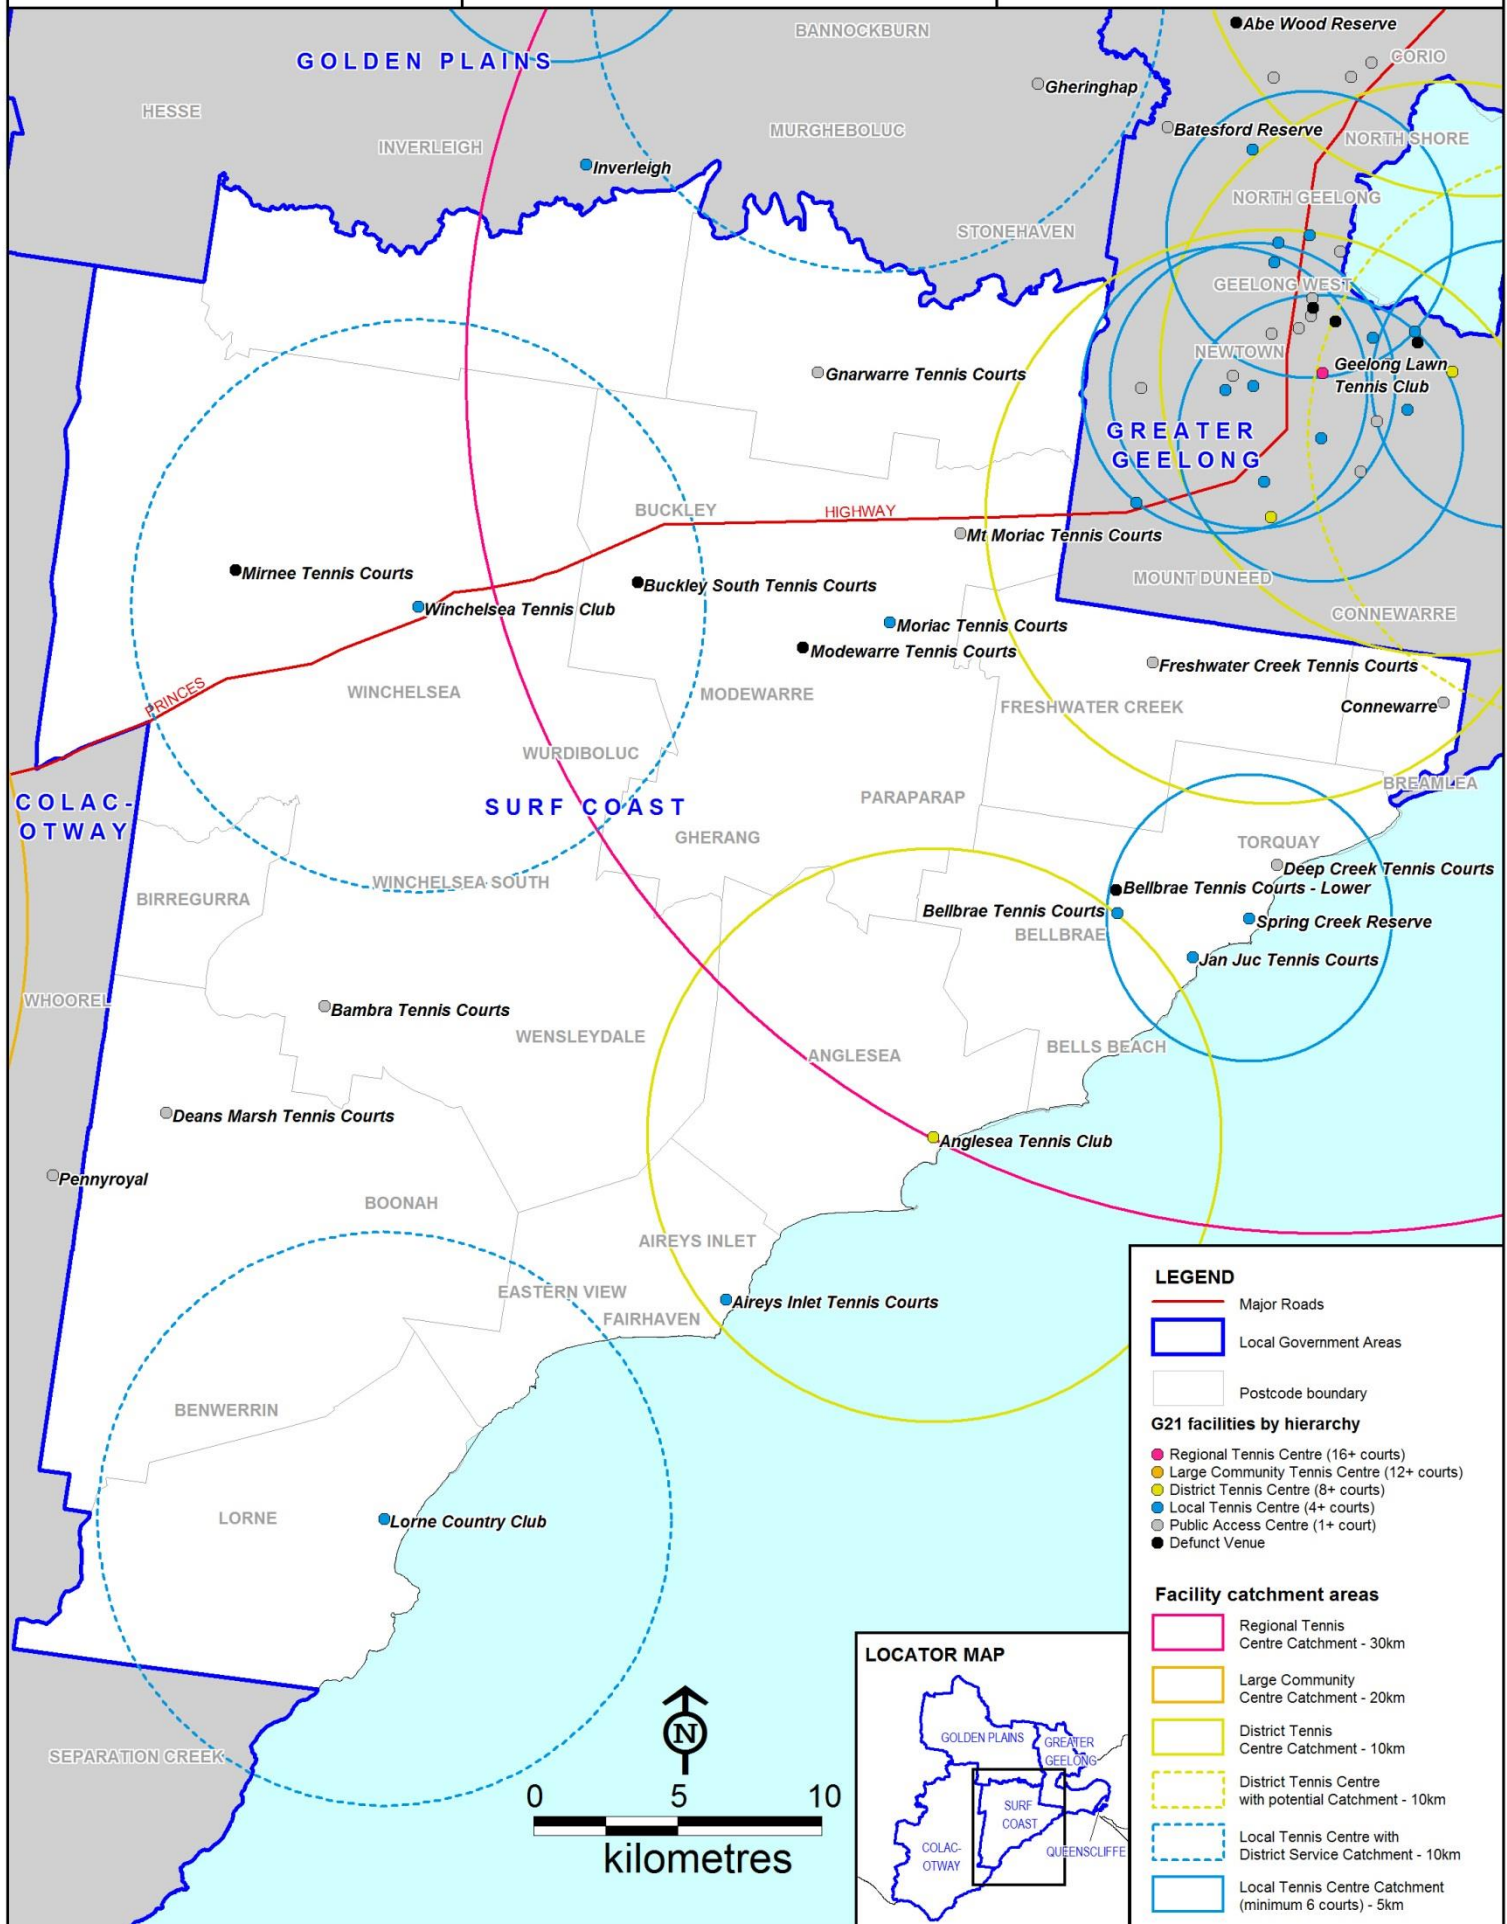 BANNOCKBURN
Abe Wood Reserve
GOLDEN PLAINS
CORIO
Gheringhap
HESSE
MURGHEBOLUC
Batesford Reserve
NORTH SHORE
INVERLEIGH
Inverleigh
NORTH GEELONG
STONEHAVEN
GEELONG WEST
NEWTOWN
Geelong Lawn
Tennis Club
Gnarwarre Tennis Courts
GREATER
GEELONG
BUCKLEY
HIGHWAY
Mt Moriac Tennis Courts
Mirnee Tennis Courts
Buckley South Tennis Courts
MOUNT DUNEED
Winchelsea Tennis Club
CONNEWARRE
Moriac Tennis Courts
Modewarre Tennis Courts
Freshwater Creek Tennis Courts
PRINCES
WINCHELSEA
MODEWARRE
FRESHWATER CREEK
Connewarre
WURDIBOLUC
BREAMLEA
COLAC-
OTWAY
SURF COAST
PARAPARAP
GHERANG
TORQUAY
Deep Creek Tennis Courts
WINCHELSEA SOUTH
Bellbrae Tennis Courts - Lower
BIRREGURRA
Bellbrae Tennis Courts
Spring Creek Reserve
BELLBRAE
Jan Juc Tennis Courts
WHOOREL
Bambra Tennis Courts
WENSLEYDALE
BELLS BEACH
ANGLESEA
Deans Marsh Tennis Courts
Anglesea Tennis Club
Pennyroyal
BOONAH
AIREYS INLET
EASTERN VIEW
Aireys Inlet Tennis Courts
FAIRHAVEN
BENWERRIN
LORNE
Lorne Country Club
SEPARATION CREEK
N
0 5 10
kilometres
LOCATOR MAP
GOLDEN PLAINS
GREATER
GEELONG
SURF
COAST
COLAC-
OTWAY
QUEENSCLIFFE
LEGEND
Major Roads
Local Government Areas
Postcode boundary
G21 facilities by hierarchy
Regional Tennis Centre (16+ courts)
Large Community Tennis Centre (12+ courts)
District Tennis Centre (8+ courts)
Local Tennis Centre (4+ courts)
Public Access Centre (1+ court)
Defunct Venue
Facility catchment areas
Regional Tennis
Centre Catchment - 30km
Large Community
Centre Catchment - 20km
District Tennis
Centre Catchment - 10km
District Tennis Centre
with potential Catchment - 10km
Local Tennis Centre with
District Service Catchment - 10km
Local Tennis Centre Catchment
(minimum 6 courts) - 5km